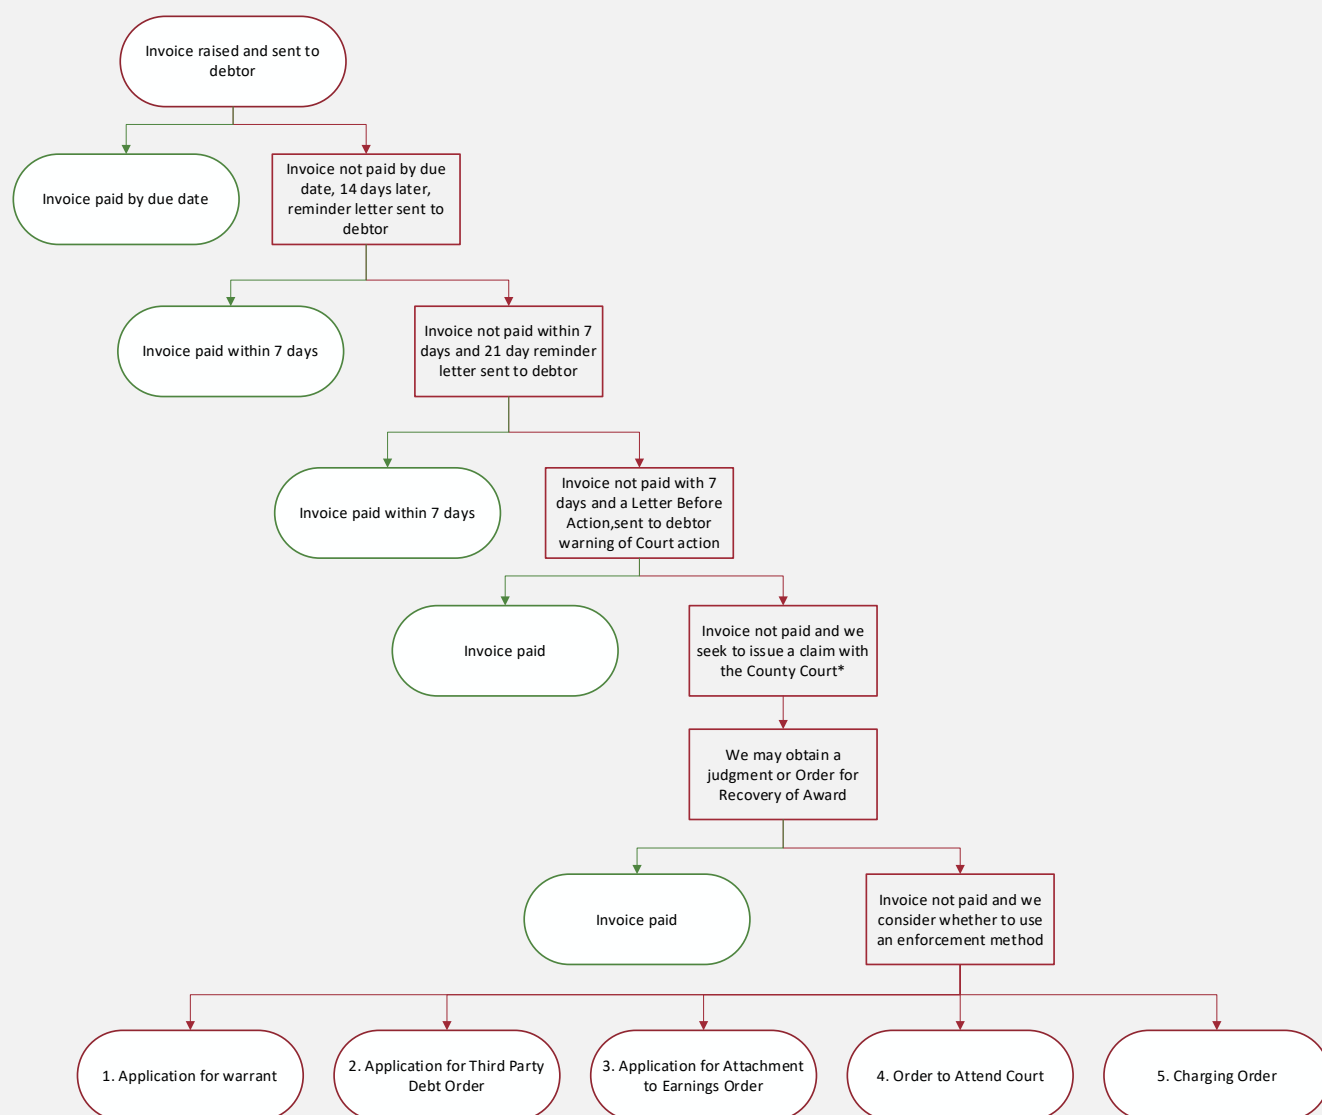 Invoice raised and sent to
debtor
Invoice paid by due date
Invoice not paid by due
date, 14 days later,
reminder letter sent to
debtor
Invoice paid within 7 days
Invoice not paid within 7
days and 21 day reminder
letter sent to debtor
Invoice paid within 7 days
Invoice not paid with 7
days and a Letter Before
Action,sent to debtor
warning of Court action
Invoice paid
Invoice not paid and we
seek to issue a claim with
the County Court*
We may obtain a
judgment or Order for
Recovery of Award
Invoice paid
Invoice not paid and we
consider whether to use
an enforcement method
1. Application for warrant
2. Application for Third Party
Debt Order
3. Application for Attachment
to Earnings Order
4. Order to Attend Court
5. Charging Order